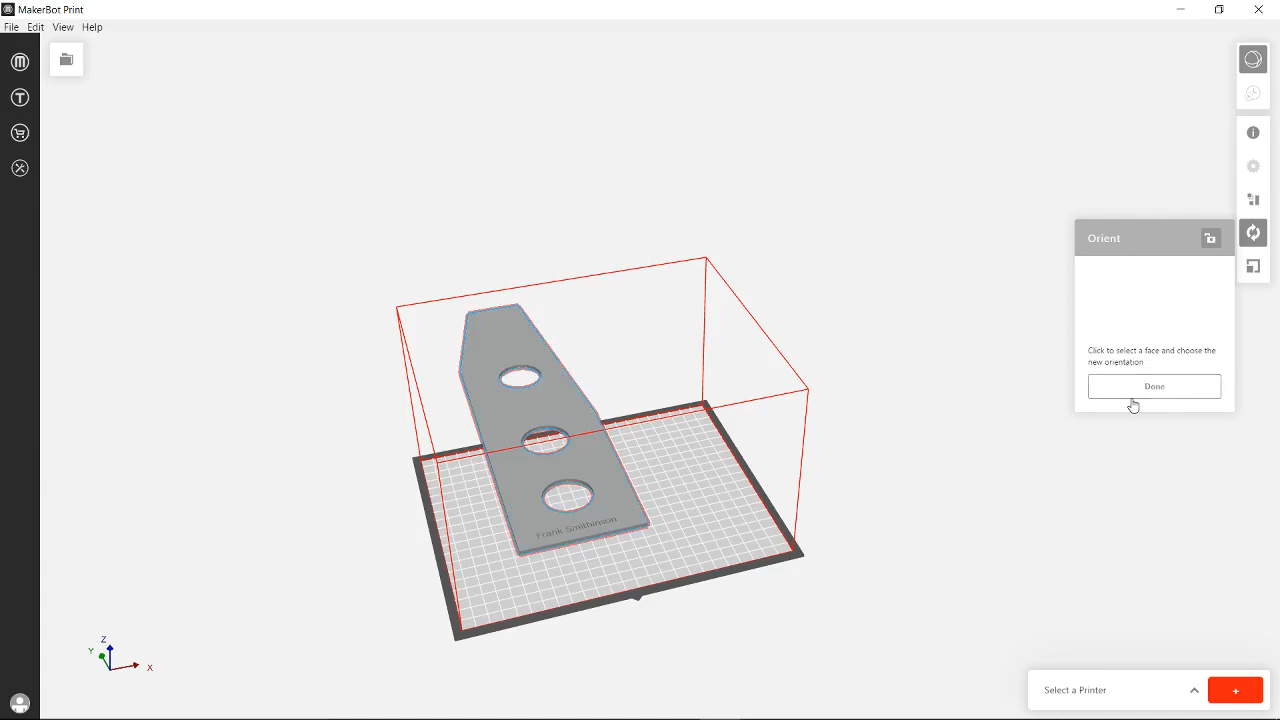 MakerBot Print
File Edit View Help
Orient
Click to select a face and choose the
new orientation
Done
Frank Smithinson
Z
Y
X
Select a Printer
+